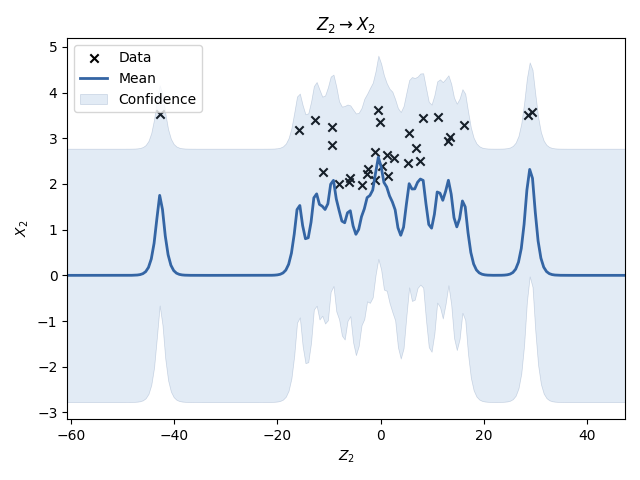 Z₂ → X₂
Data
Mean
Confidence
5
4
3
2
1
0
−1
−2
−3
X₂
−60
−40
−20
0
20
40
Z₂